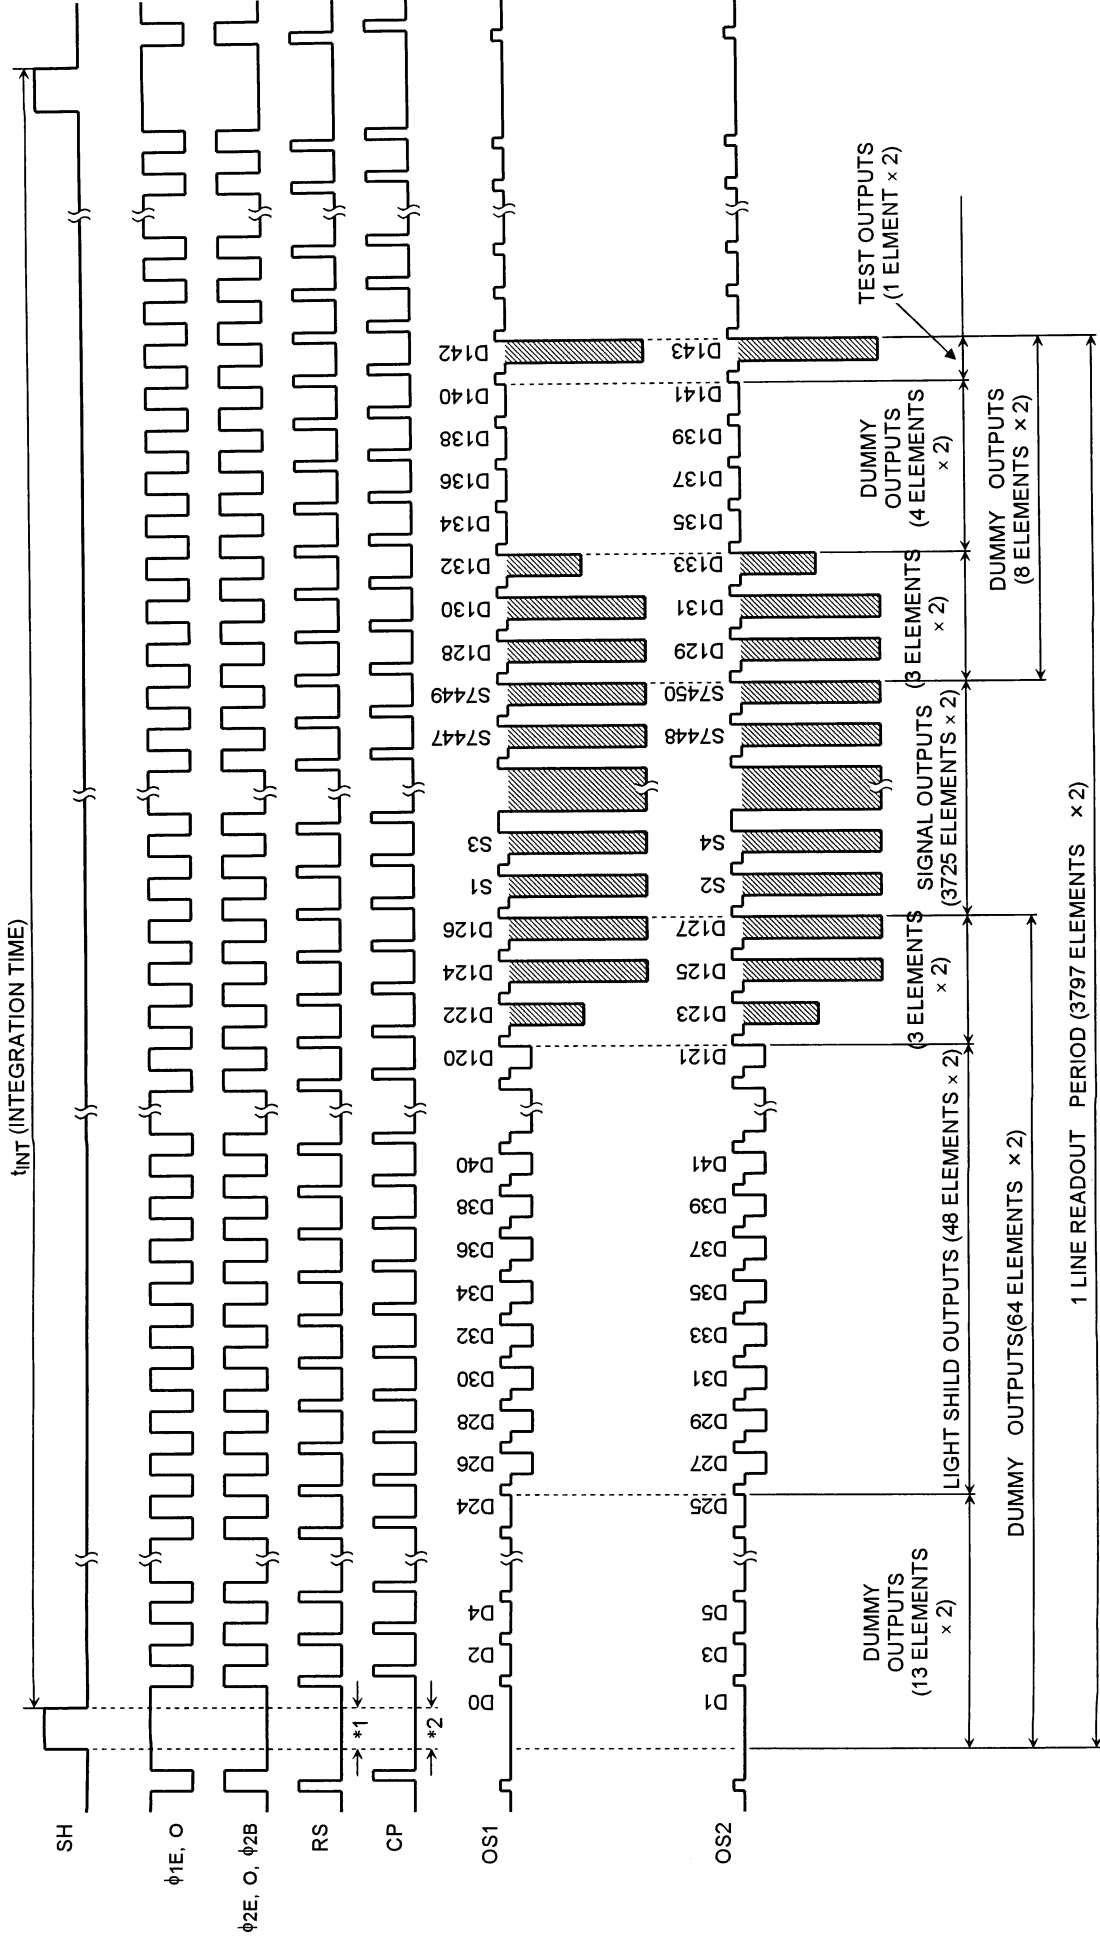 tINT (INTEGRATION TIME)
SH
ϕ1E, O
ϕ2E, O, ϕ2B
RS
*1
CP
*2
OS1
D0
D2
D4
D24
D26
D28
D30
D32
D34
D36
D38
D40
D120
D122
D124
D126
S1
S3
S7447
S7449
D128
D130
D132
D134
D136
D138
D140
D142
OS2
D1
D3
D5
D25
D27
D29
D31
D33
D35
D37
D39
D41
D121
D123
D125
D127
S2
S4
S7448
S7450
D129
D131
D133
D135
D137
D139
D141
D143
DUMMY
OUTPUTS
(13 ELEMENTS
× 2)
LIGHT SHILD OUTPUTS (48 ELEMENTS × 2)
(3 ELEMENTS
× 2)
SIGNAL OUTPUTS
(3725 ELEMENTS × 2)
(3 ELEMENTS
× 2)
DUMMY
OUTPUTS
(4 ELEMENTS
× 2)
TEST OUTPUTS
(1 ELMENT × 2)
DUMMY OUTPUTS(64 ELEMENTS × 2)
DUMMY OUTPUTS
(8 ELEMENTS × 2)
1 LINE READOUT PERIOD (3797 ELEMENTS × 2)